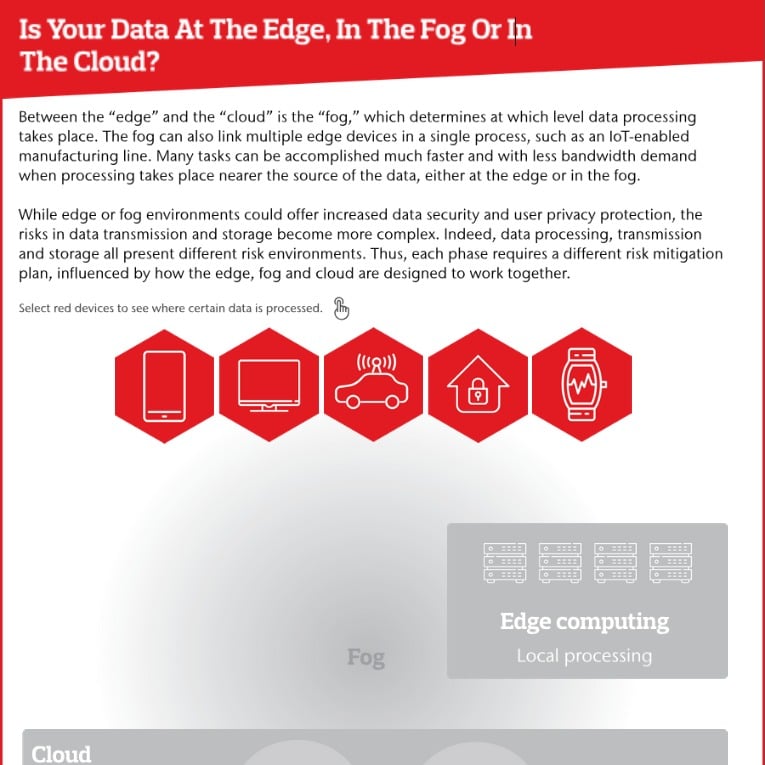 Is Your Data At The Edge, In The Fog Or In
The Cloud?
Between the “edge” and the “cloud” is the “fog,” which determines at which level data processing
takes place. The fog can also link multiple edge devices in a single process, such as an IoT-enabled
manufacturing line. Many tasks can be accomplished much faster and with less bandwidth demand
when processing takes place nearer the source of the data, either at the edge or in the fog.
While edge or fog environments could offer increased data security and user privacy protection, the
risks in data transmission and storage become more complex. Indeed, data processing, transmission
and storage all present different risk environments. Thus, each phase requires a different risk mitigation
plan, influenced by how the edge, fog and cloud are designed to work together.
Select red devices to see where certain data is processed.
Edge computing
Local processing
Fog
Cloud